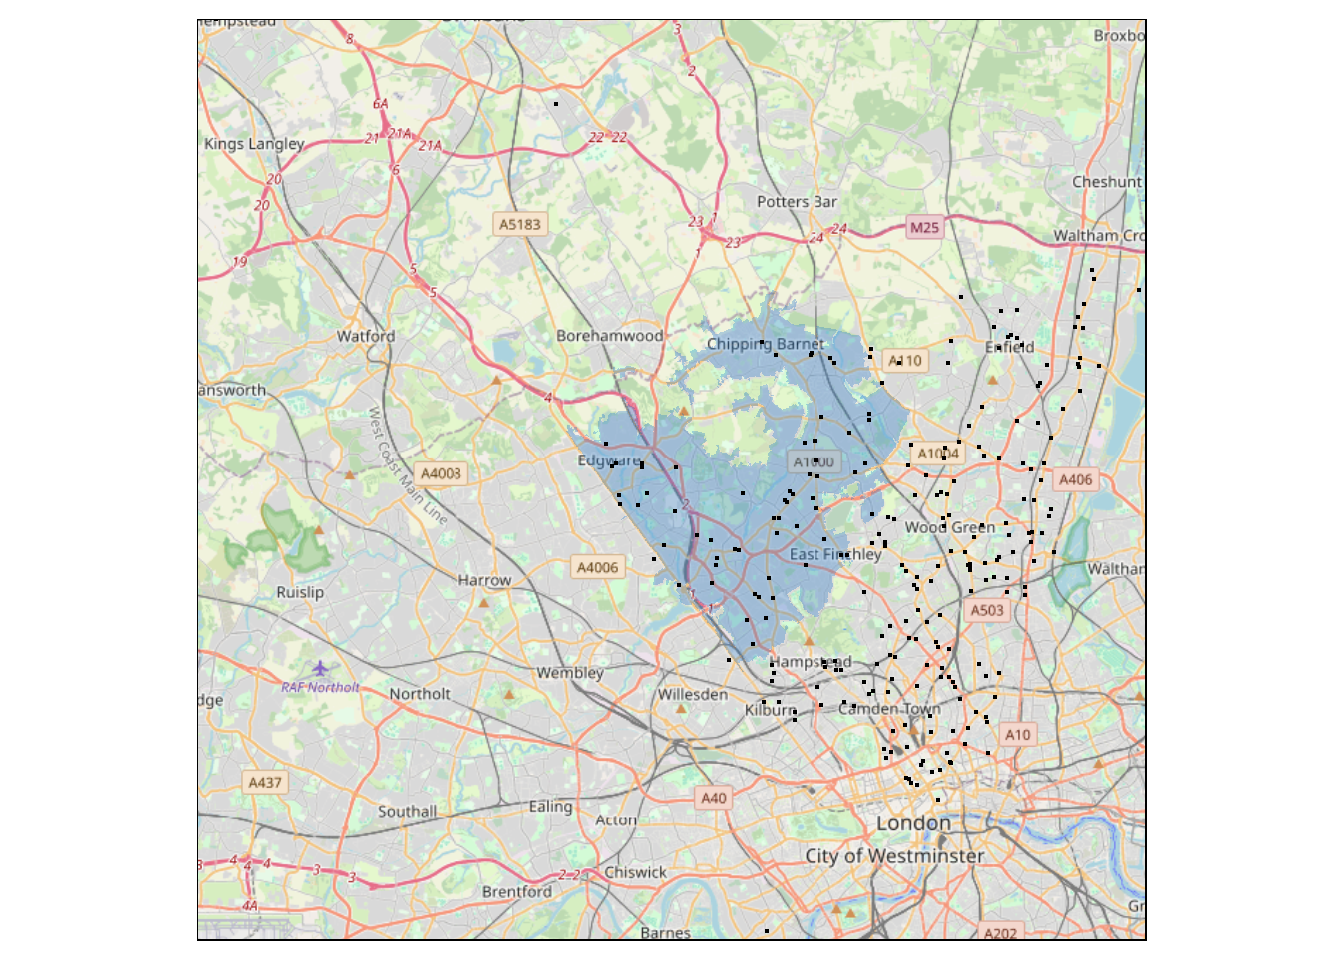 Broxbo
8
3
2
6A
21
21A
21A
22
22
Kings Langley
6
20
Cheshunt
20
Potters Bar
A5183
23
1
24
M25
23
24
Waltham Cro
1
19
5
5
Watford
Borehamwood
Chipping Barnet
Enfield
A110
answorth
4
West Coast Main Line
A4008
Edgware
A1000
A1004
A406
2
Wood Green
East Finchley
A4006
Waltham
Harrow
Ruislip
1
1
A503
Hampstead
Wembley
RAF Northolt
Northolt
Willesden
dge
Kilburn
Camden Town
A10
A437
A40
Southall
Ealing
Acton
London
City of Westminster
3
4
4
4
3
3
2
2
Chiswick
Brentford
4A
Gr
Barnes
A202